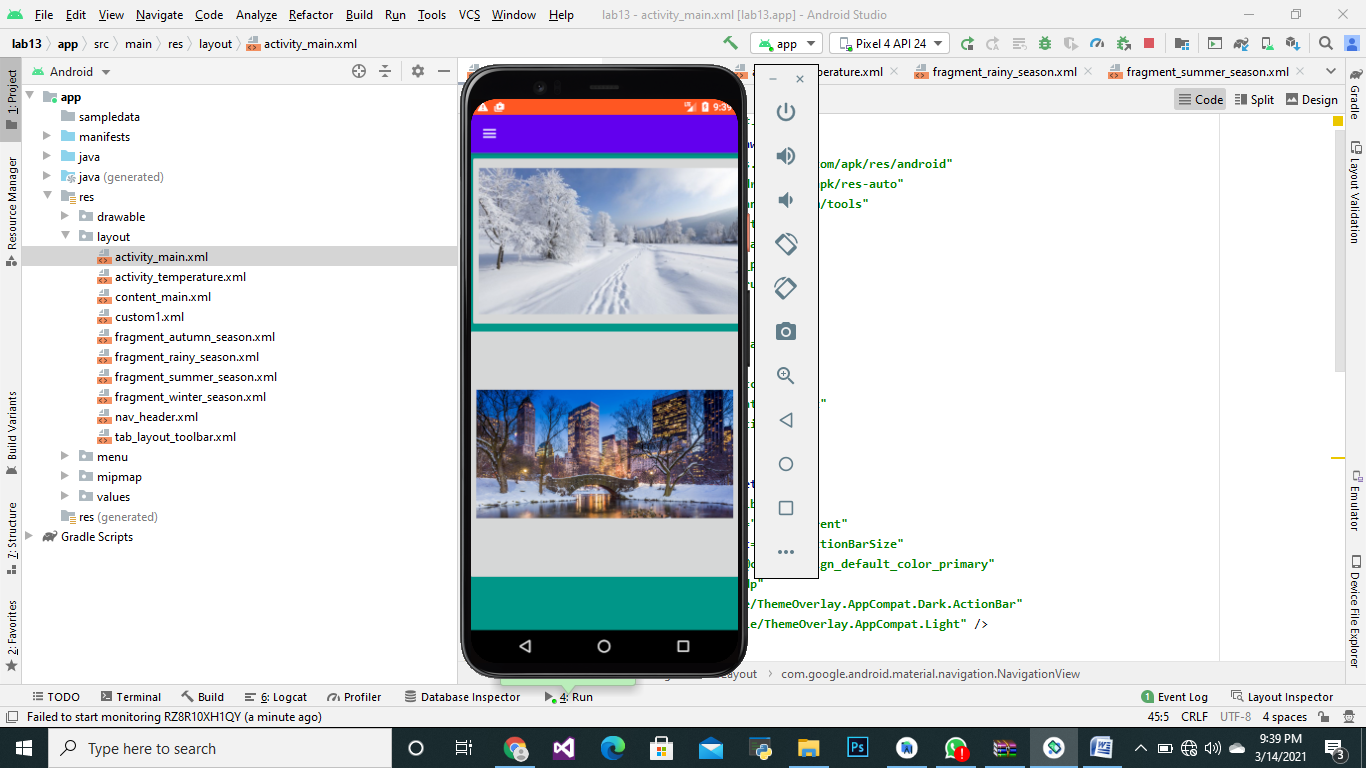 File Edit View Navigate Code Analyze Refactor Build Run Tools VCS Window Help lab13 - activity_main.xml [lab13.app] - Android Studio
lab13 app src main res layout activity_main.xml app Pixel 4 API 24
Android
perature.xml fragment_rainy_season.xml fragment_summer_season.xml
Code Split Design
1: Project
Resource Manager
Build Variants
7: Structure
2: Favorites
app
sampledata
manifests
java
java (generated)
res
drawable
layout
activity_main.xml
activity_temperature.xml
content_main.xml
custom1.xml
fragment_autumn_season.xml
fragment_rainy_season.xml
fragment_summer_season.xml
fragment_winter_season.xml
nav_header.xml
tab_layout_toolbar.xml
menu
mipmap
values
res (generated)
Gradle Scripts
9:39
.com/apk/res/android"
pk/res-auto"
/tools"
rent"
tionBarSize"
gn_default_color_primary"
/ThemeOverlay.AppCompat.Dark.ActionBar"
/ThemeOverlay.AppCompat.Light" />
Gradle
Layout Validation
Emulator
Device File Explorer
com.google.android.material.navigation.NavigationView
TODO Terminal Build 6: Logcat Profiler Database Inspector 4: Run 1 Event Log Layout Inspector
Failed to start monitoring RZ8R10XH1QY (a minute ago) 45:5 CRLF UTF-8 4 spaces
Type here to search
9:39 PM
3/14/2021
3